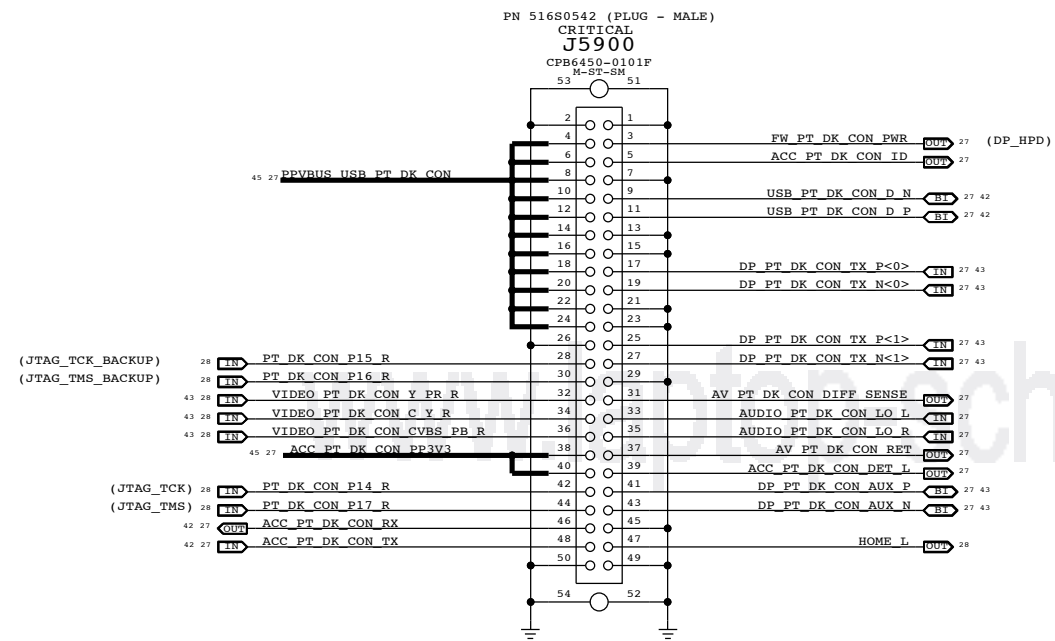 PN 516S0542 (PLUG - MALE)
CRITICAL
J5900
CPB6450-0101F
M-ST-SM
53 51
2 1
4 3 FW_PT_DK_CON_PWR OUT 27 (DP_HPD)
6 5 ACC_PT_DK_CON_ID OUT 27
45 27 PPVBUS_USB_PT_DK_CON 8 7
10 9 USB_PT_DK_CON_D_N BI 27 42
12 11 USB_PT_DK_CON_D_P BI 27 42
14 13
16 15
18 17 DP_PT_DK_CON_TX_P<0> IN 27 43
20 19 DP_PT_DK_CON_TX_N<0> IN 27 43
22 21
24 23
26 25 DP_PT_DK_CON_TX_P<1> IN 27 43
(JTAG_TCK_BACKUP) 28 IN PT_DK_CON_P15_R 28 27 DP_PT_DK_CON_TX_N<1> IN 27 43
(JTAG_TMS_BACKUP) 28 IN PT_DK_CON_P16_R 30 29
43 28 IN VIDEO_PT_DK_CON_Y_PR_R 32 31 AV_PT_DK_CON_DIFF_SENSE OUT 27
43 28 IN VIDEO_PT_DK_CON_C_Y_R 34 33 AUDIO_PT_DK_CON_LO_L IN 27
43 28 IN VIDEO_PT_DK_CON_CVBS_PB_R 36 35 AUDIO_PT_DK_CON_LO_R IN 27
45 27 ACC_PT_DK_CON_PP3V3 38 37 AV_PT_DK_CON_RET OUT 27
40 39 ACC_PT_DK_CON_DET_L OUT 27
(JTAG_TCK) 28 IN PT_DK_CON_P14_R 42 41 DP_PT_DK_CON_AUX_P BI 27 43
(JTAG_TMS) 28 IN PT_DK_CON_P17_R 44 43 DP_PT_DK_CON_AUX_N BI 27 43
42 27 OUT ACC_PT_DK_CON_RX 46 45
42 27 IN ACC_PT_DK_CON_TX 48 47 HOME_L OUT 28
50 49
54 52
www.laptop-sch